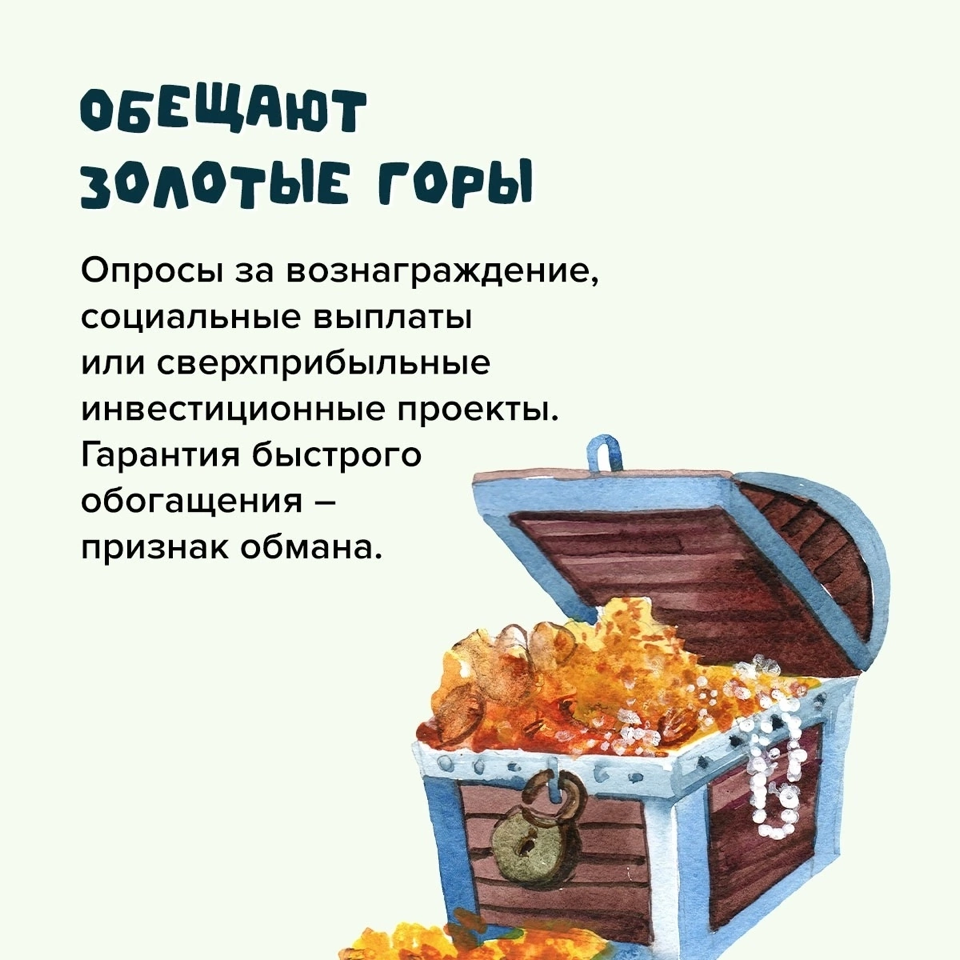 ОБЕЩАЮТ
ЗОЛОТЫЕ ГОРЫ
Опросы за вознаграждение,
социальные выплаты
или сверхприбыльные
инвестиционные проекты.
Гарантия быстрого
обогащения –
признак обмана.